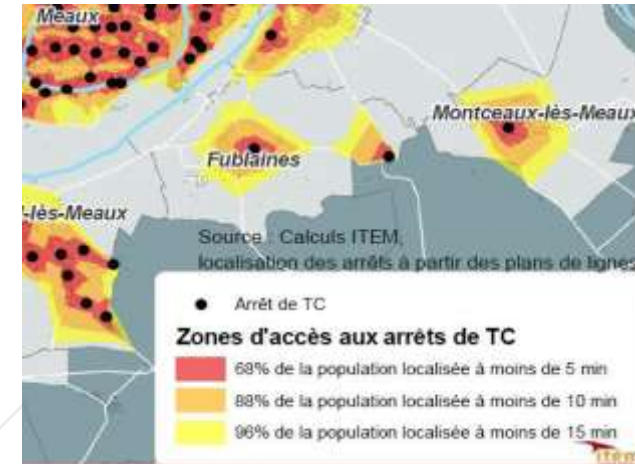 Meaux
Montceaux-lès-Meaux
Fublaines
-lès-Meaux
Source : Calculs ITEM,
localisation des arrêts à partir des plans de lignes
Arrêt de TC
Zones d'accès aux arrêts de TC
68% de la population localisée à moins de 5 min
88% de la population localisée à moins de 10 min
96% de la population localisée à moins de 15 min
item